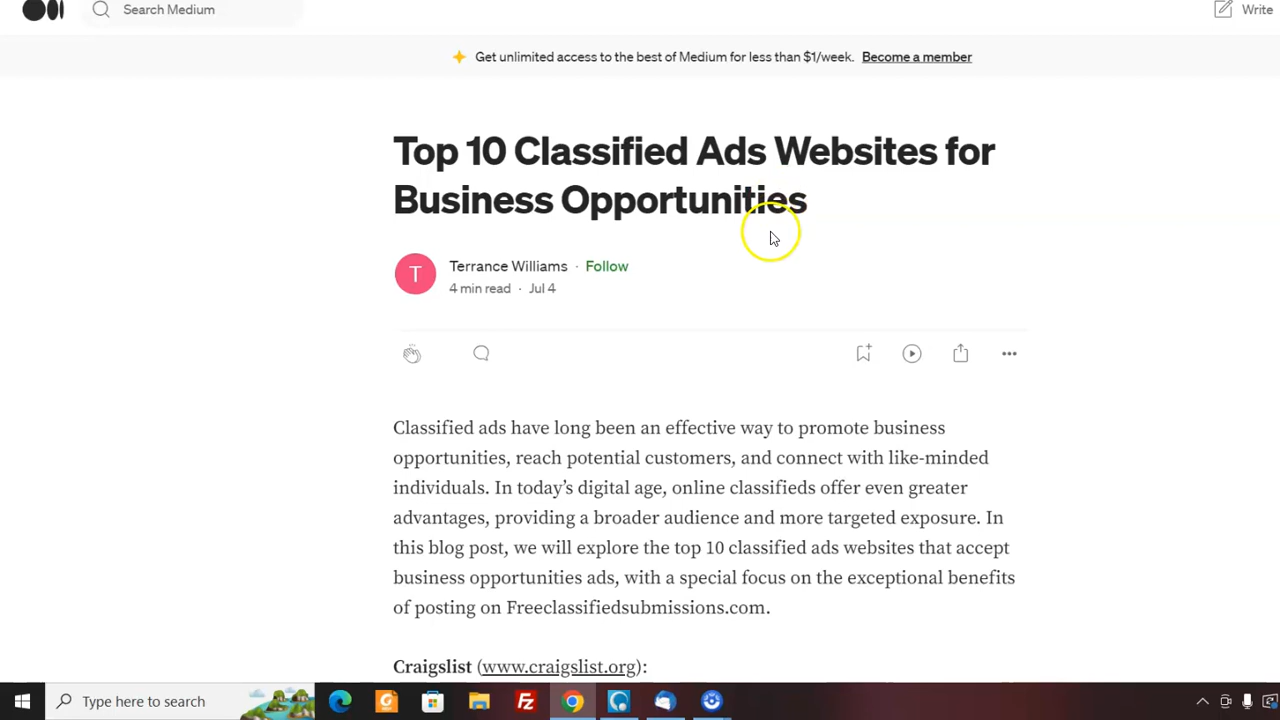 Search Medium
Write
Get unlimited access to the best of Medium for less than $1/week. Become a member
Top 10 Classified Ads Websites for
Business Opportunities
T
Terrance Williams · Follow
4 min read · Jul 4
Classified ads have long been an effective way to promote business
opportunities, reach potential customers, and connect with like-minded
individuals. In today’s digital age, online classifieds offer even greater
advantages, providing a broader audience and more targeted exposure. In
this blog post, we will explore the top 10 classified ads websites that accept
business opportunities ads, with a special focus on the exceptional benefits
of posting on Freeclassifiedsubmissions.com.
Craigslist (www.craigslist.org):
Type here to search
Fz